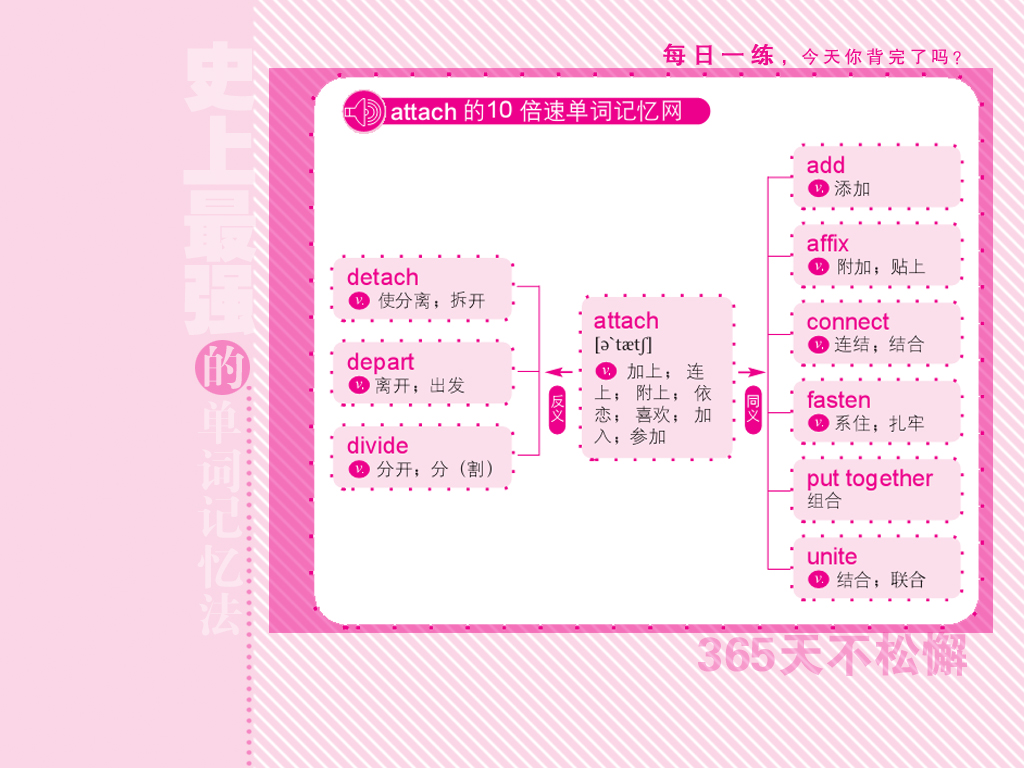 史上最强的单词记忆法
每日一练，今天你背完了吗？
attach 的10 倍速单词记忆网
detach
v. 使分离；拆开
depart
v. 离开；出发
divide
v. 分开；分（割）
反义
attach
[ə`tætʃ]
v. 加上； 连
上； 附上； 依
恋； 喜欢； 加
入；参加
同义
add
v. 添加
affix
v. 附加；贴上
connect
v. 连结；结合
fasten
v. 系住；扎牢
put together
组合
unite
v. 结合；联合
365天不松懈